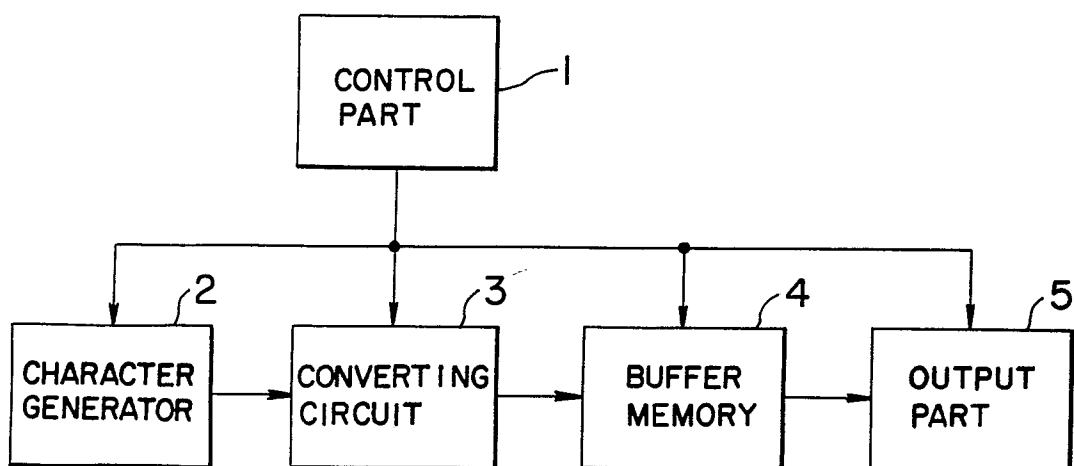 CONTROL
PART
1
2
3
4
5
CHARACTER
GENERATOR
CONVERTING
CIRCUIT
BUFFER
MEMORY
OUTPUT
PART